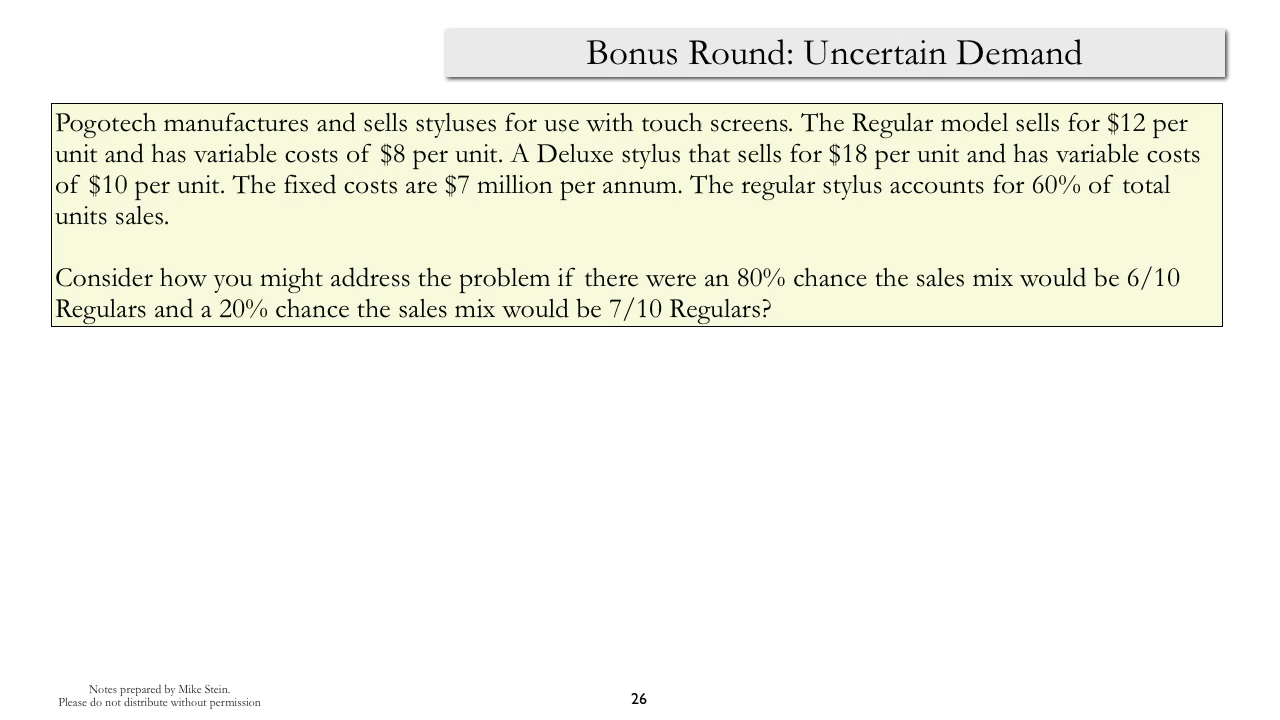 Bonus Round: Uncertain Demand
Pogotech manufactures and sells styluses for use with touch screens. The Regular model sells for $12 per
unit and has variable costs of $8 per unit. A Deluxe stylus that sells for $18 per unit and has variable costs
of $10 per unit. The fixed costs are $7 million per annum. The regular stylus accounts for 60% of total
units sales.
Consider how you might address the problem if there were an 80% chance the sales mix would be 6/10
Regulars and a 20% chance the sales mix would be 7/10 Regulars?
Notes prepared by Mike Stein.
Please do not distribute without permission
26